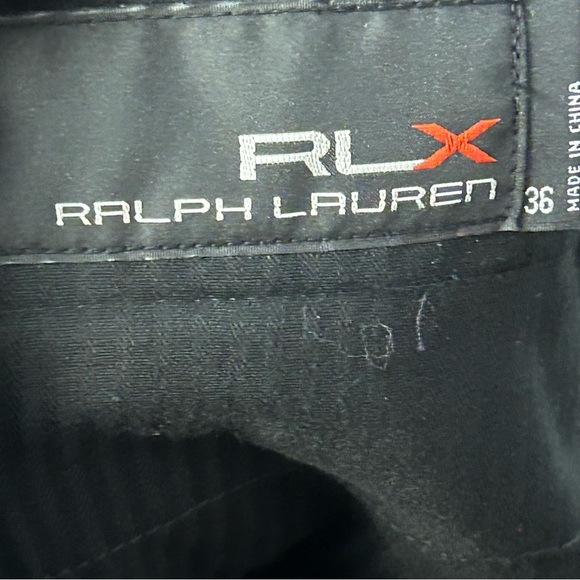 RLX
RALPH LAUREN
36
MADE IN CHINA